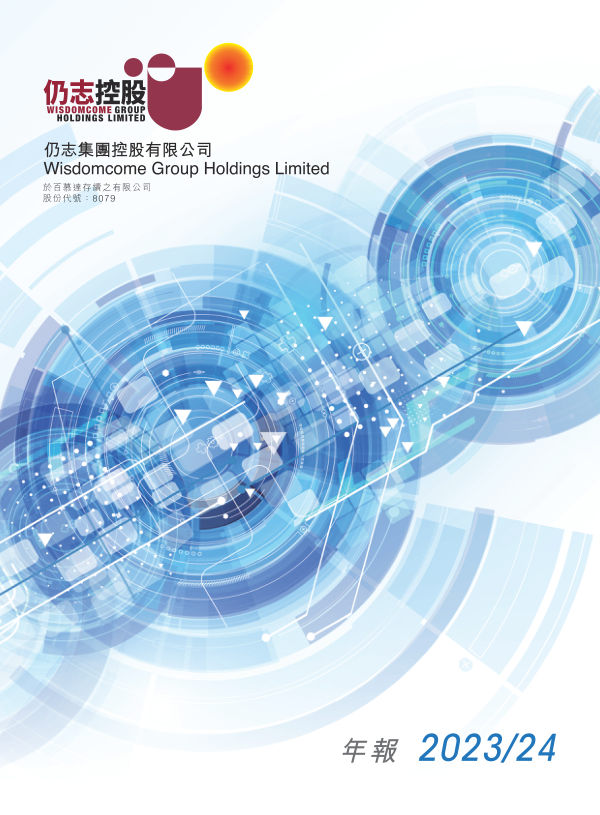 仍志控股
WISDOMCOME GROUP
HOLDINGS LIMITED
仍志集團控股有限公司
Wisdomcome Group Holdings Limited
於百慕達存續之有限公司
股份代號：8079
年報 2023/24